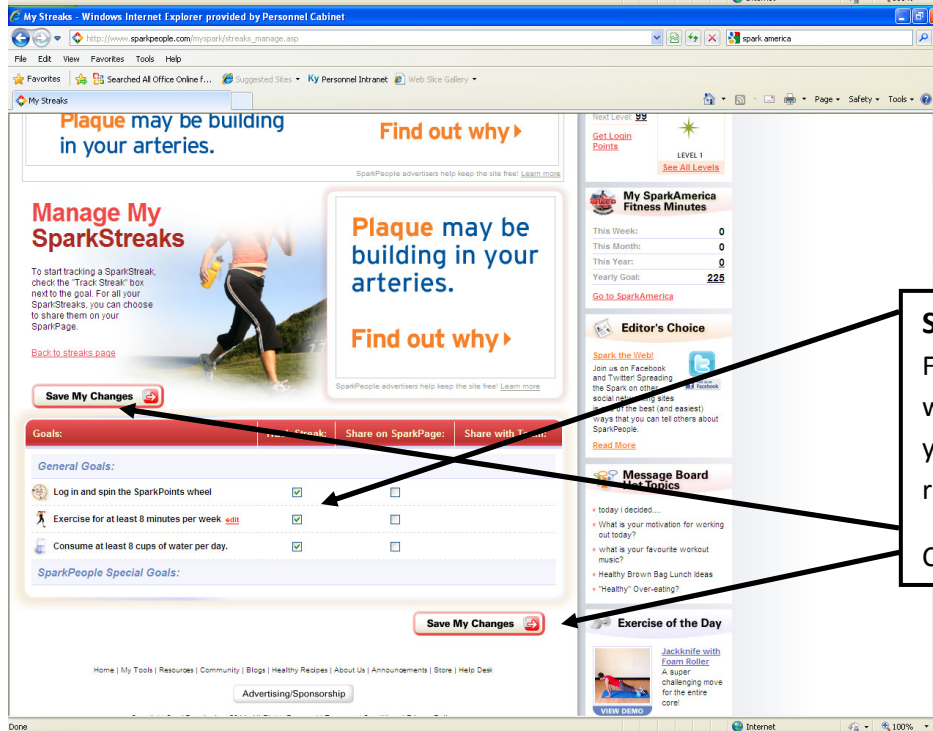 My Streaks - Windows Internet Explorer provided by Personnel Cabinet
http://www.sparkpeople.com/myspark/streaks_manage.asp
spark america
File Edit View Favorites Tools Help
Favorites Searched All Office Online f... Suggested Sites Ky Personnel Intranet Web Slice Gallery
My Streaks
Page Safety Tools
Plaque may be building
in your arteries.
Find out why
SparkPeople advertisers help keep the site free! Learn more
Manage My
SparkStreaks
To start tracking a SparkStreak,
check the "Track Streak" box
next to the goal. For all your
SparkStreaks, you can choose
to share them on your
SparkPage.
Back to streaks page
Plaque may be
building in your
arteries.
Find out why
SparkPeople advertisers help keep the site free! Learn more
Save My Changes
Goals: Streak: Share on SparkPage: Share with
General Goals:
Log in and spin the SparkPoints wheel
Exercise for at least 8 minutes per week edit
Consume at least 8 cups of water per day.
SparkPeople Special Goals:
Save My Changes
Home | My Tools | Resources | Community | Blogs | Healthy Recipes | About Us | Announcements | Store | Help Desk
Advertising/Sponsorship
Next Level: 99
Get Login
Points
LEVEL 1
See All Levels
My SparkAmerica
Fitness Minutes
This Week: 0
This Month: 0
This Year: 0
Yearly Goal: 225
Go to SparkAmerica
Editor's Choice
Spark the Web!
Join us on Facebook
and Twitter! Spreading
the Spark on other
social networking sites
is one of the best (and easiest)
ways that you can tell others about
SparkPeople.
Read More
Message Board
Hot Topics
today i decided....
What is your motivation for working
out today?
what is your favourite workout
music?
Healthy Brown Bag Lunch Ideas
"Healthy" Over-eating?
Exercise of the Day
Jackknife with
Foam Roller
A super
challenging move
for the entire
core!
VIEW DEMO
S
F
w
y
r
Done Internet 100%